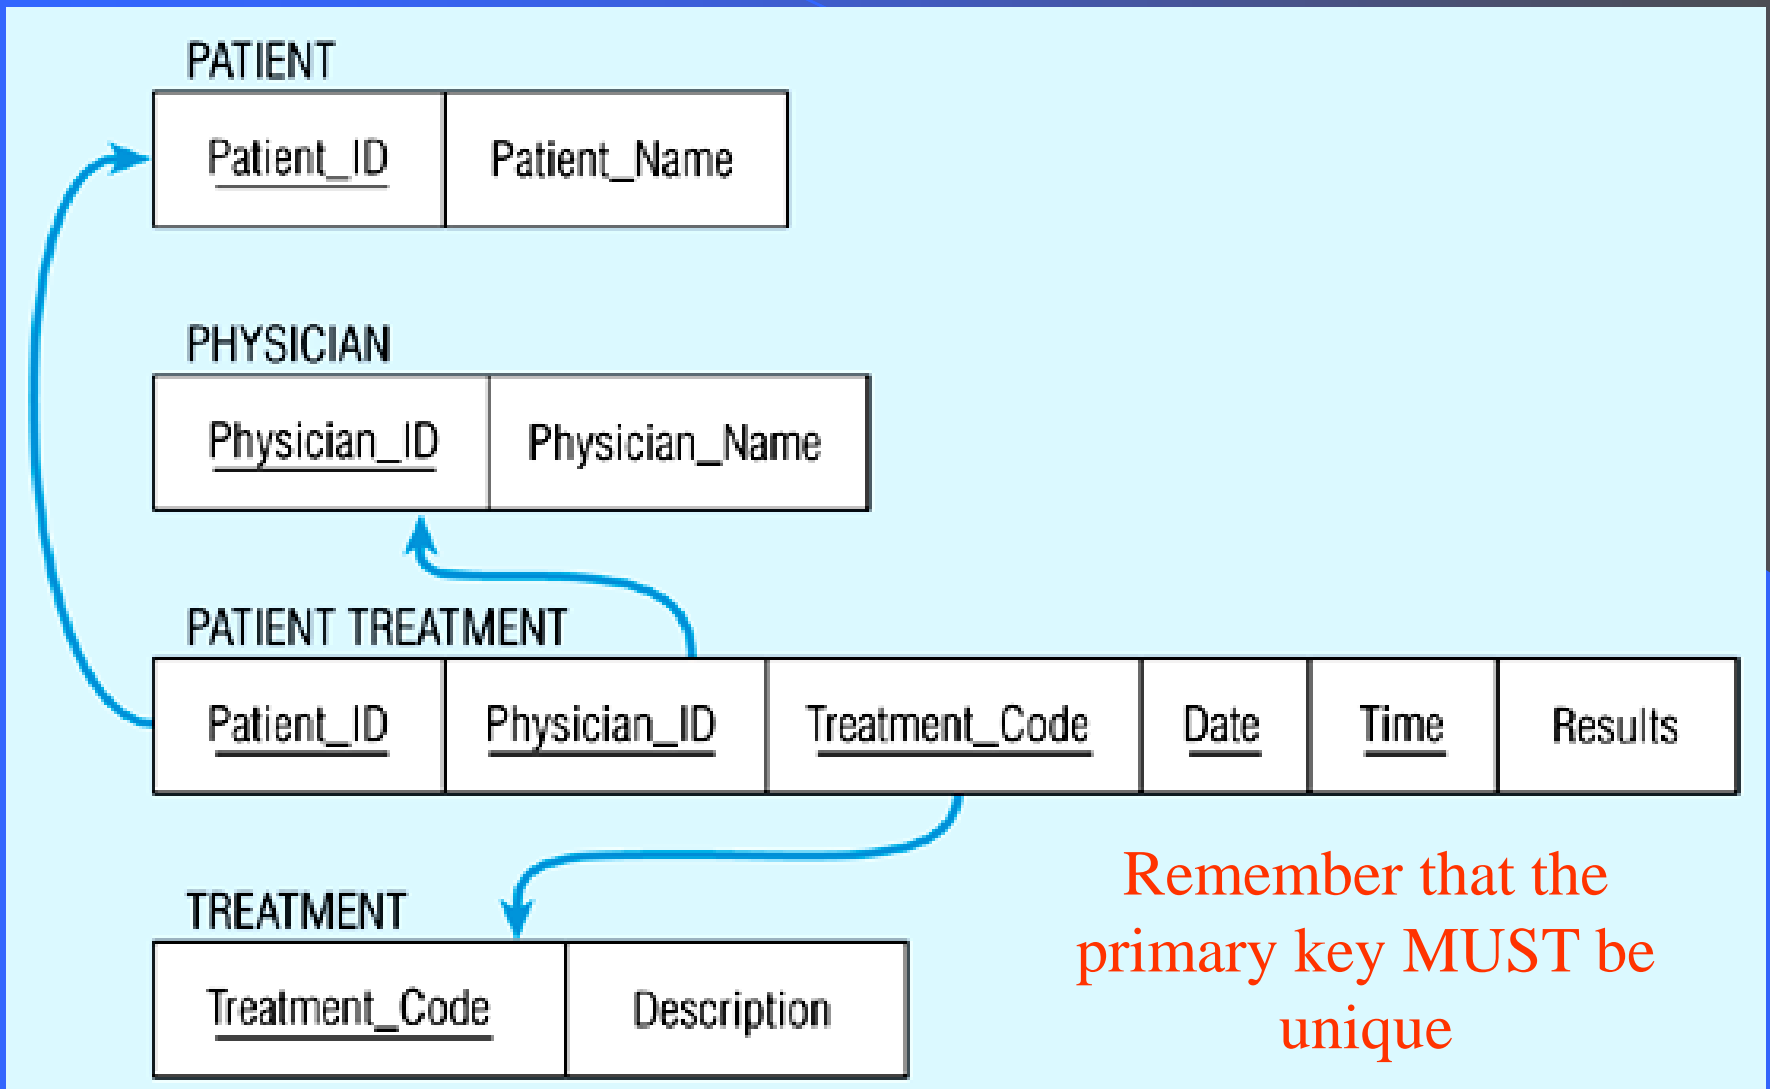 PATIENT
Patient_ID Patient_Name
PHYSICIAN
Physician_ID Physician_Name
PATIENT TREATMENT
Patient_ID Physician_ID Treatment_Code Date Time Results
TREATMENT
Treatment_Code Description
Remember that the
primary key MUST be
unique